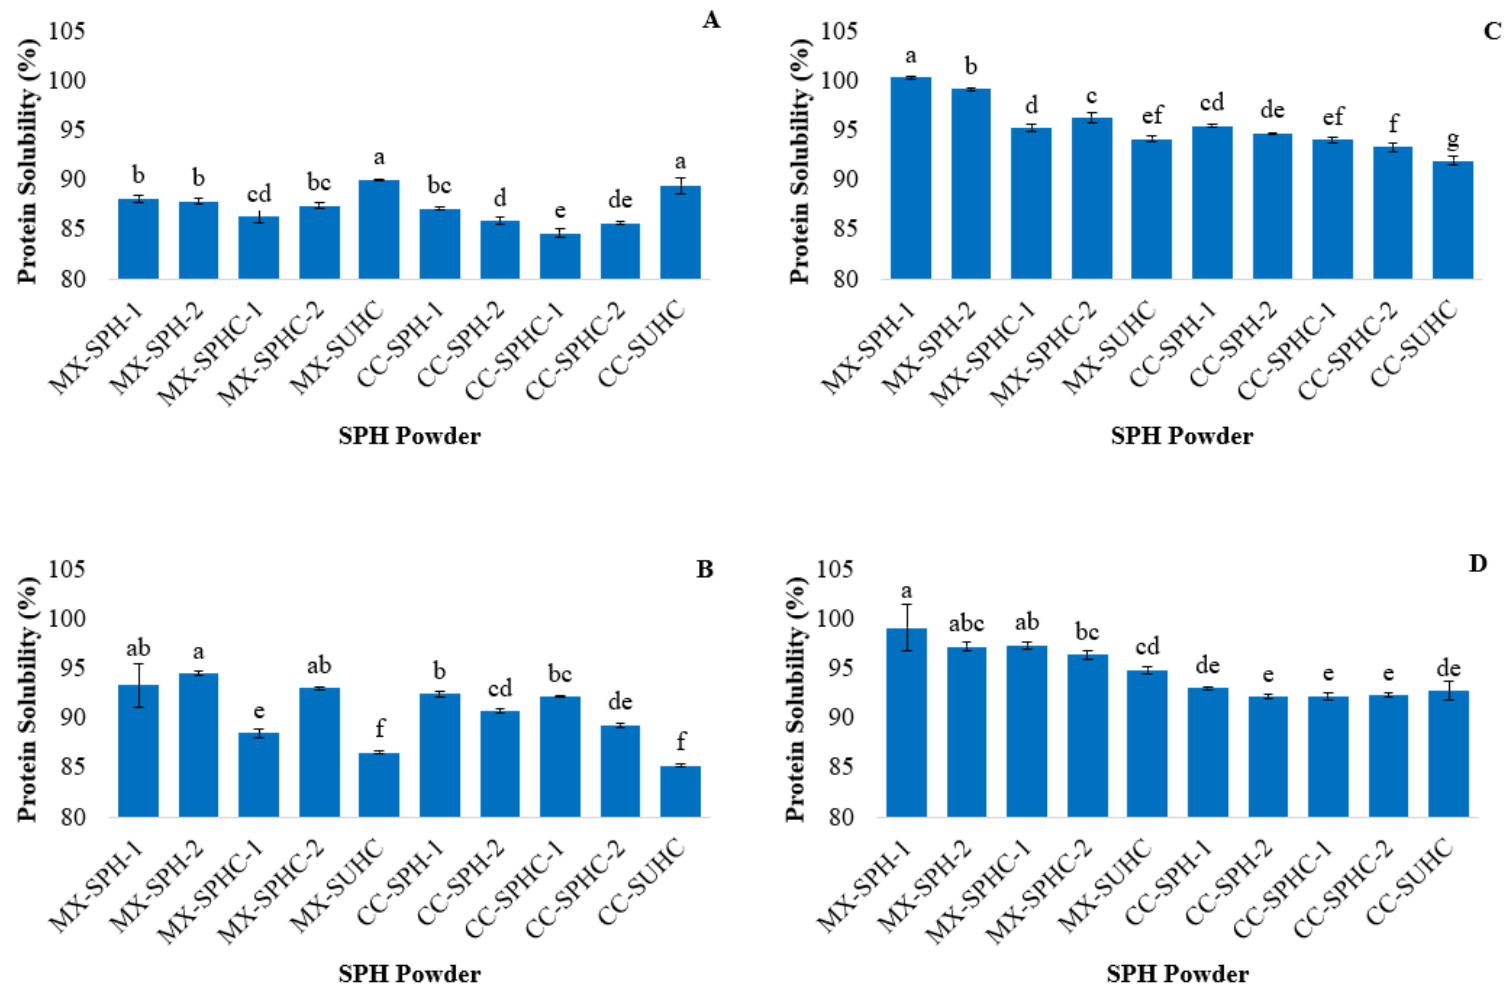 A
Protein Solubility (%)
105
100
95
90
85
80
b
b
cd
bc
a
bc
d
e
de
a
MX-SPH-1
MX-SPH-2
MX-SPHC-1
MX-SPHC-2
MX-SUHC
CC-SPH-1
CC-SPH-2
CC-SPHC-1
CC-SPHC-2
CC-SUHC
SPH Powder
C
Protein Solubility (%)
105
100
95
90
85
80
a
b
d
c
ef
cd
de
ef
f
g
MX-SPH-1
MX-SPH-2
MX-SPHC-1
MX-SPHC-2
MX-SUHC
CC-SPH-1
CC-SPH-2
CC-SPHC-1
CC-SPHC-2
CC-SUHC
SPH Powder
B
Protein Solubility (%)
105
100
95
90
85
80
ab
a
e
ab
f
b
cd
bc
de
f
MX-SPH-1
MX-SPH-2
MX-SPHC-1
MX-SPHC-2
MX-SUHC
CC-SPH-1
CC-SPH-2
CC-SPHC-1
CC-SPHC-2
CC-SUHC
SPH Powder
D
Protein Solubility (%)
105
100
95
90
85
80
a
abc
ab
bc
cd
de
e
e
e
de
MX-SPH-1
MX-SPH-2
MX-SPHC-1
MX-SPHC-2
MX-SUHC
CC-SPH-1
CC-SPH-2
CC-SPHC-1
CC-SPHC-2
CC-SUHC
SPH Powder